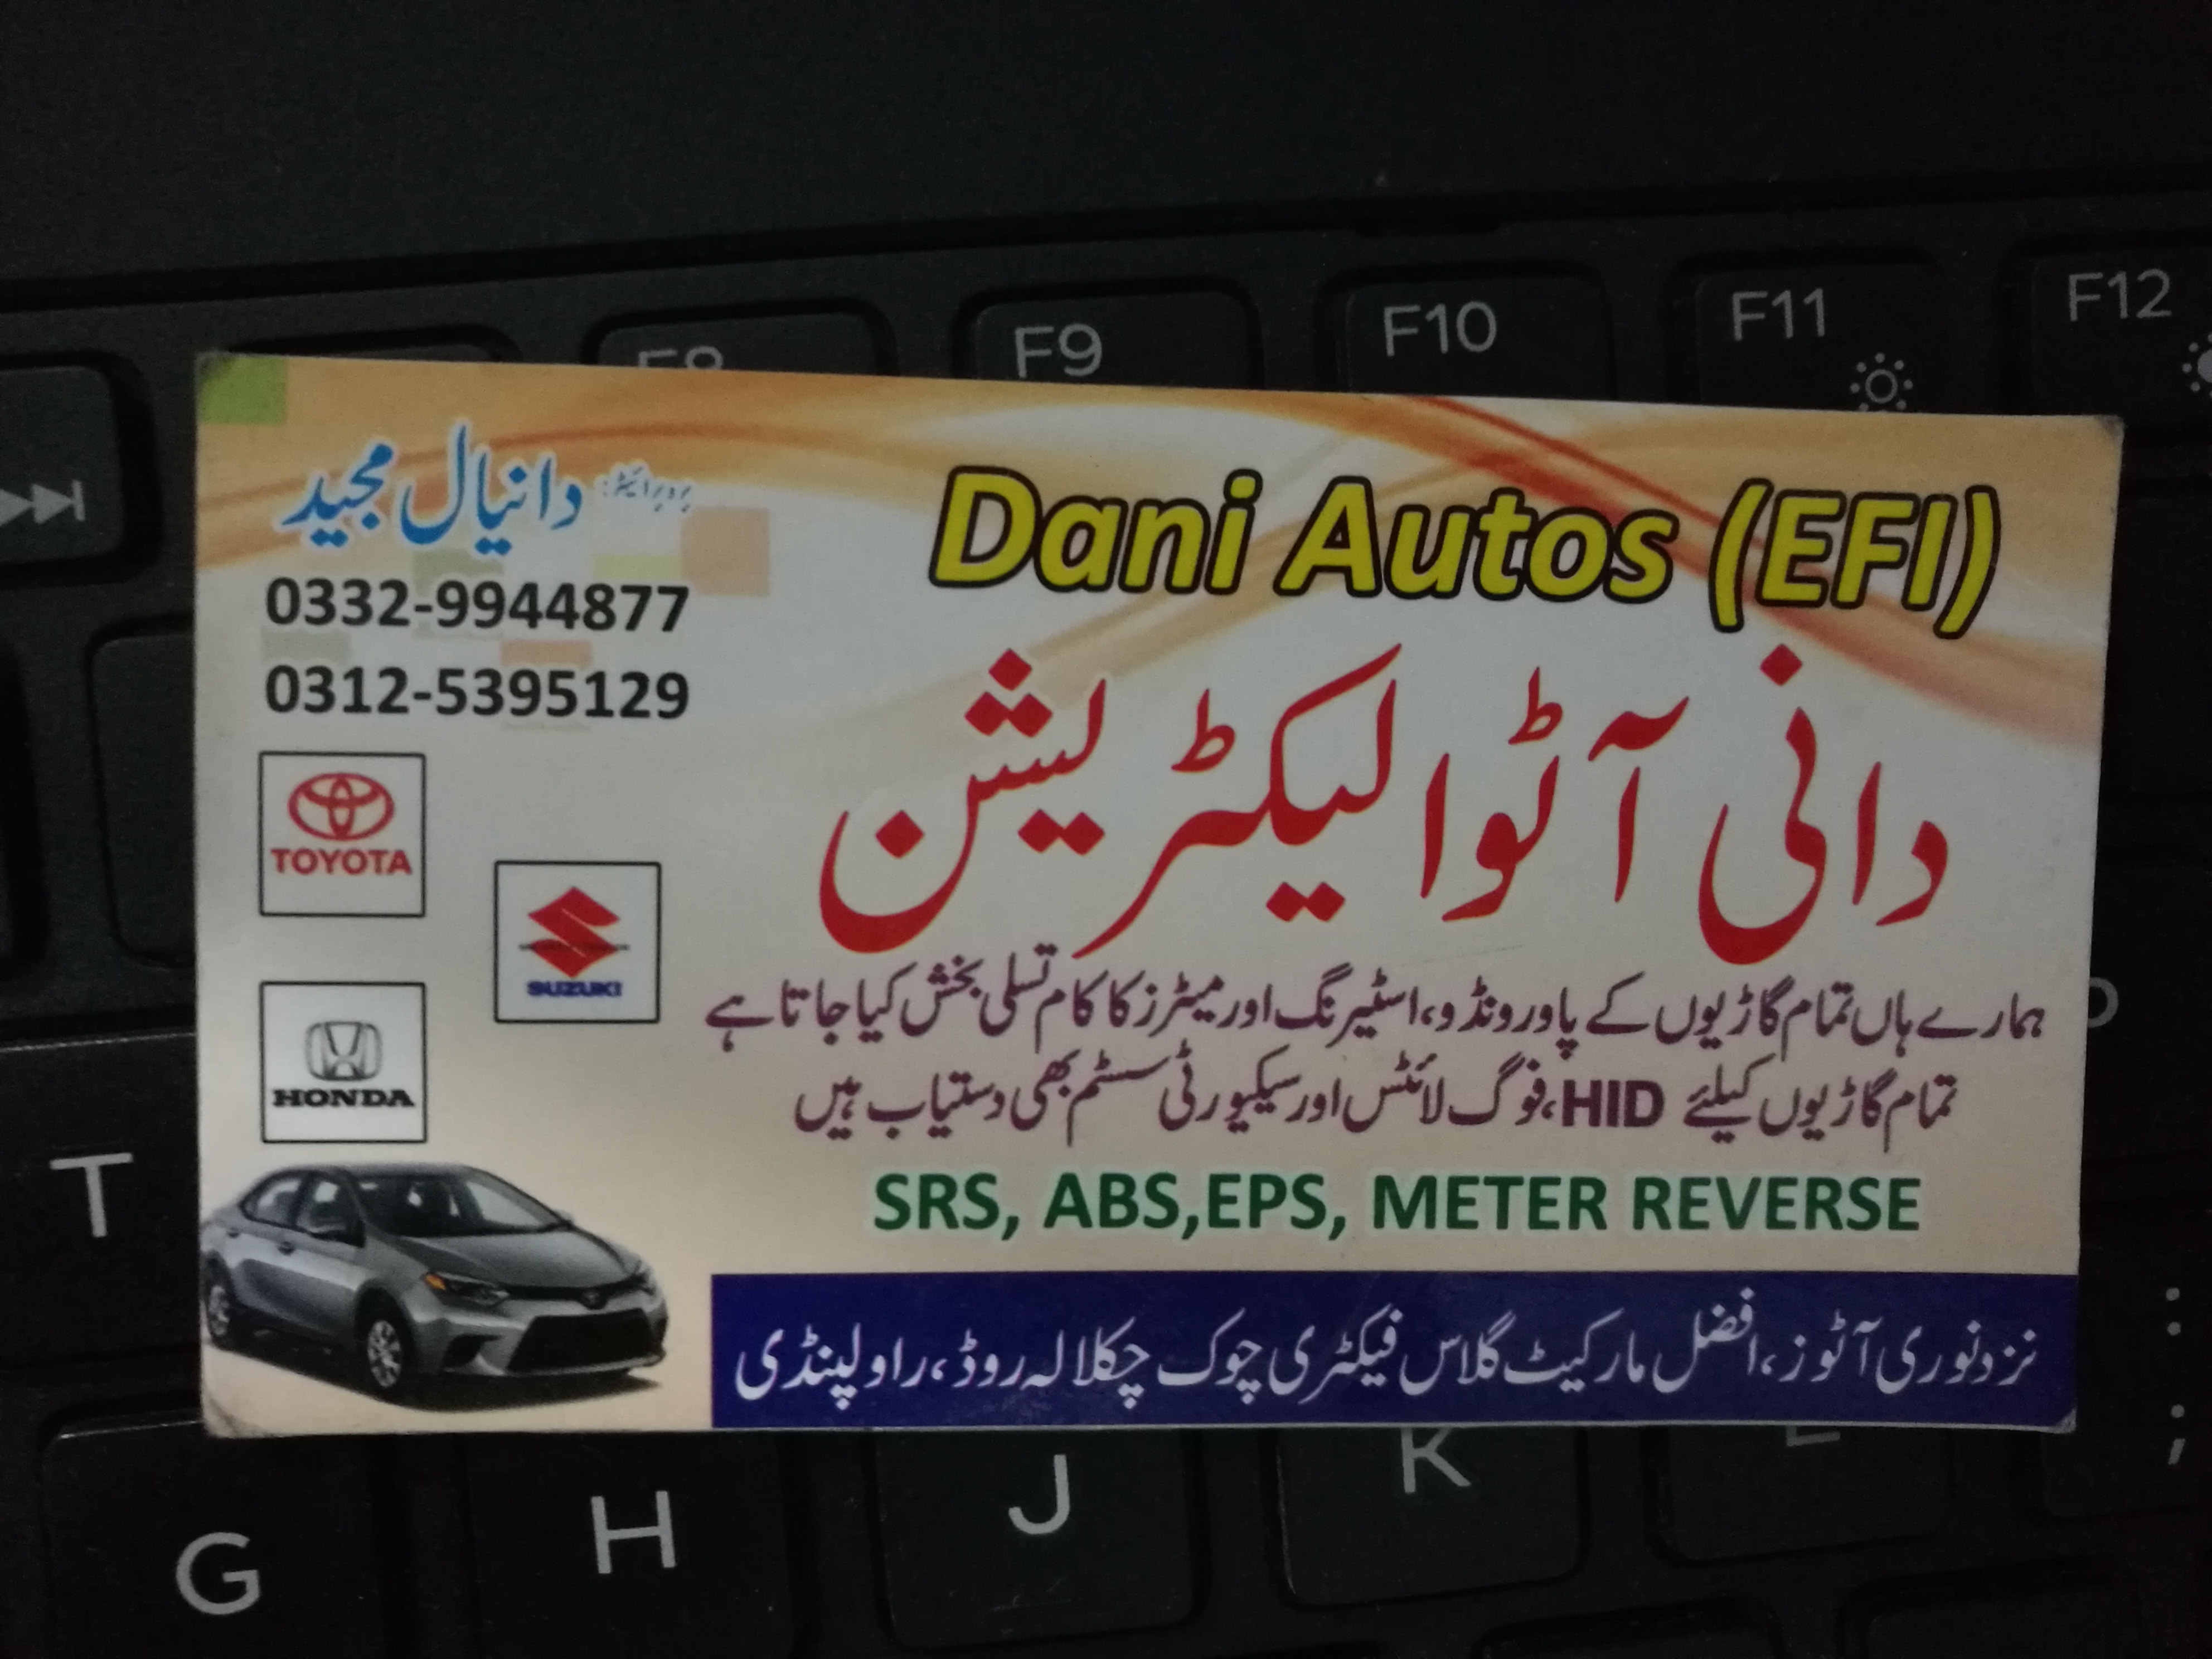 F8
F9
F10
F11
F12
Dani Autos (EFI)
پروپرائیٹر: دانیال مجید
0332-9944877
0312-5395129
دانی آٹو الیکٹریشن
TOYOTA
SUZUKI
HONDA
ہمارے ہاں تمام گاڑیوں کے پاور ونڈو، اسٹیرنگ اور میٹرز کا کام تسلی بخش کیا جاتا ہے
تمام گاڑیوں کیلئے HID، فوگ لائٹس اور سیکیورٹی سسٹم بھی دستیاب ہیں
SRS, ABS,EPS, METER REVERSE
نزد نوری آٹوز، افضل مارکیٹ گلاس فیکٹری چوک چکلالہ روڈ، راولپنڈی
T
G
H
J
K
L
;